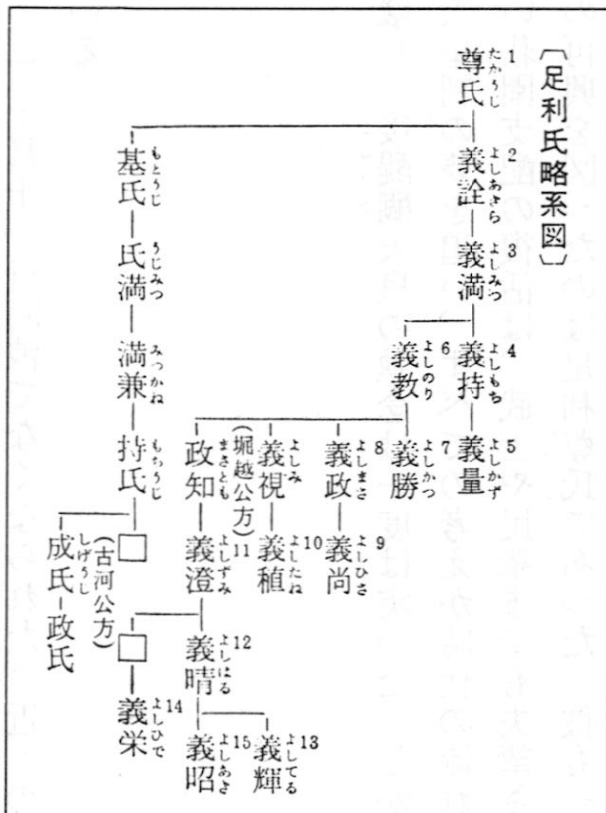 〔足利氏略系図〕
1 尊氏 たかうじ
2 義詮 よしあきら
3 義満 よしみつ
4 義持 よしもち
5 義量 よしかず
6 義教 よしのり
7 義勝 よしかつ
8 義政 よしまさ
9 義尚 よしひさ
義視 よしみ
10 義稙 よしたね
(堀越公方)
政知 まさとも
11 義澄 よしずみ
12 義晴 よしはる
13 義輝 よしてる
15 義昭 よしあき
14 義栄 よしひで
基氏 もとうじ
氏満 うじみつ
満兼 みつかね
持氏 もちうじ
(古河公方)
成氏 しげうじ
政氏